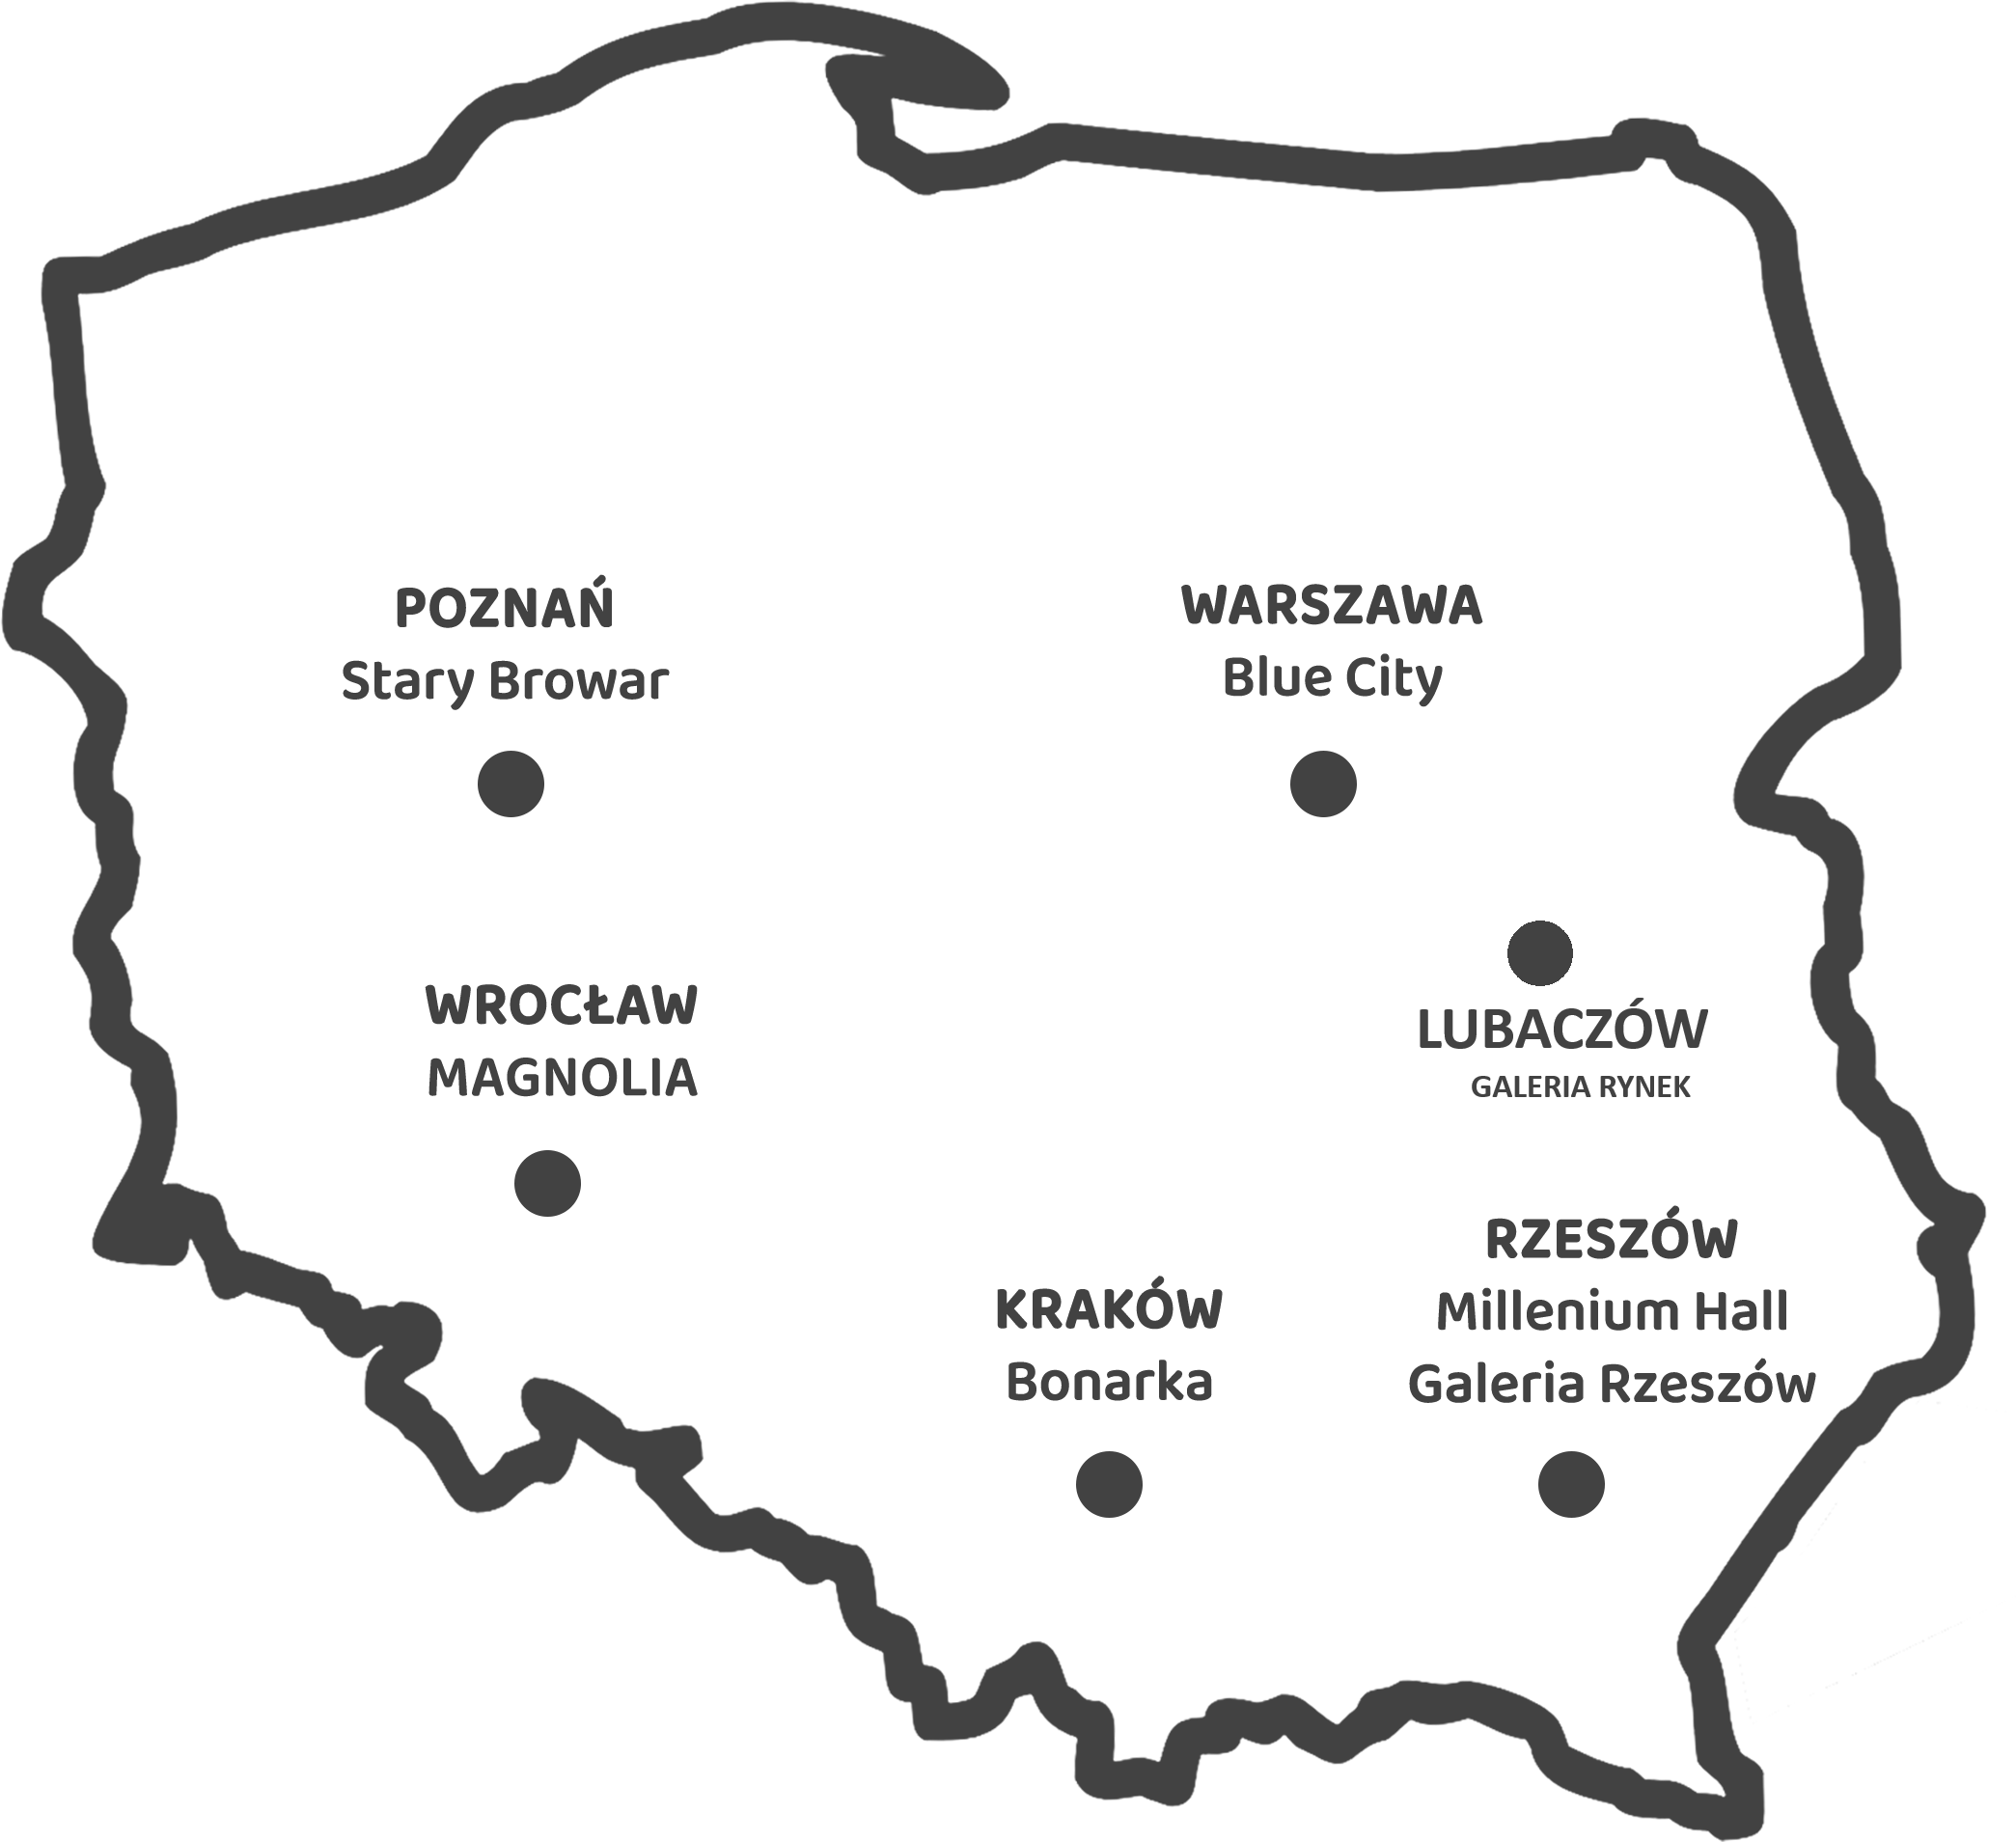 POZNAŃ
Stary Browar
WARSZAWA
Blue City
WROCŁAW
MAGNOLIA
LUBACZÓW
GALERIA RYNEK
KRAKÓW
Bonarka
RZESZÓW
Millenium Hall
Galeria Rzeszów